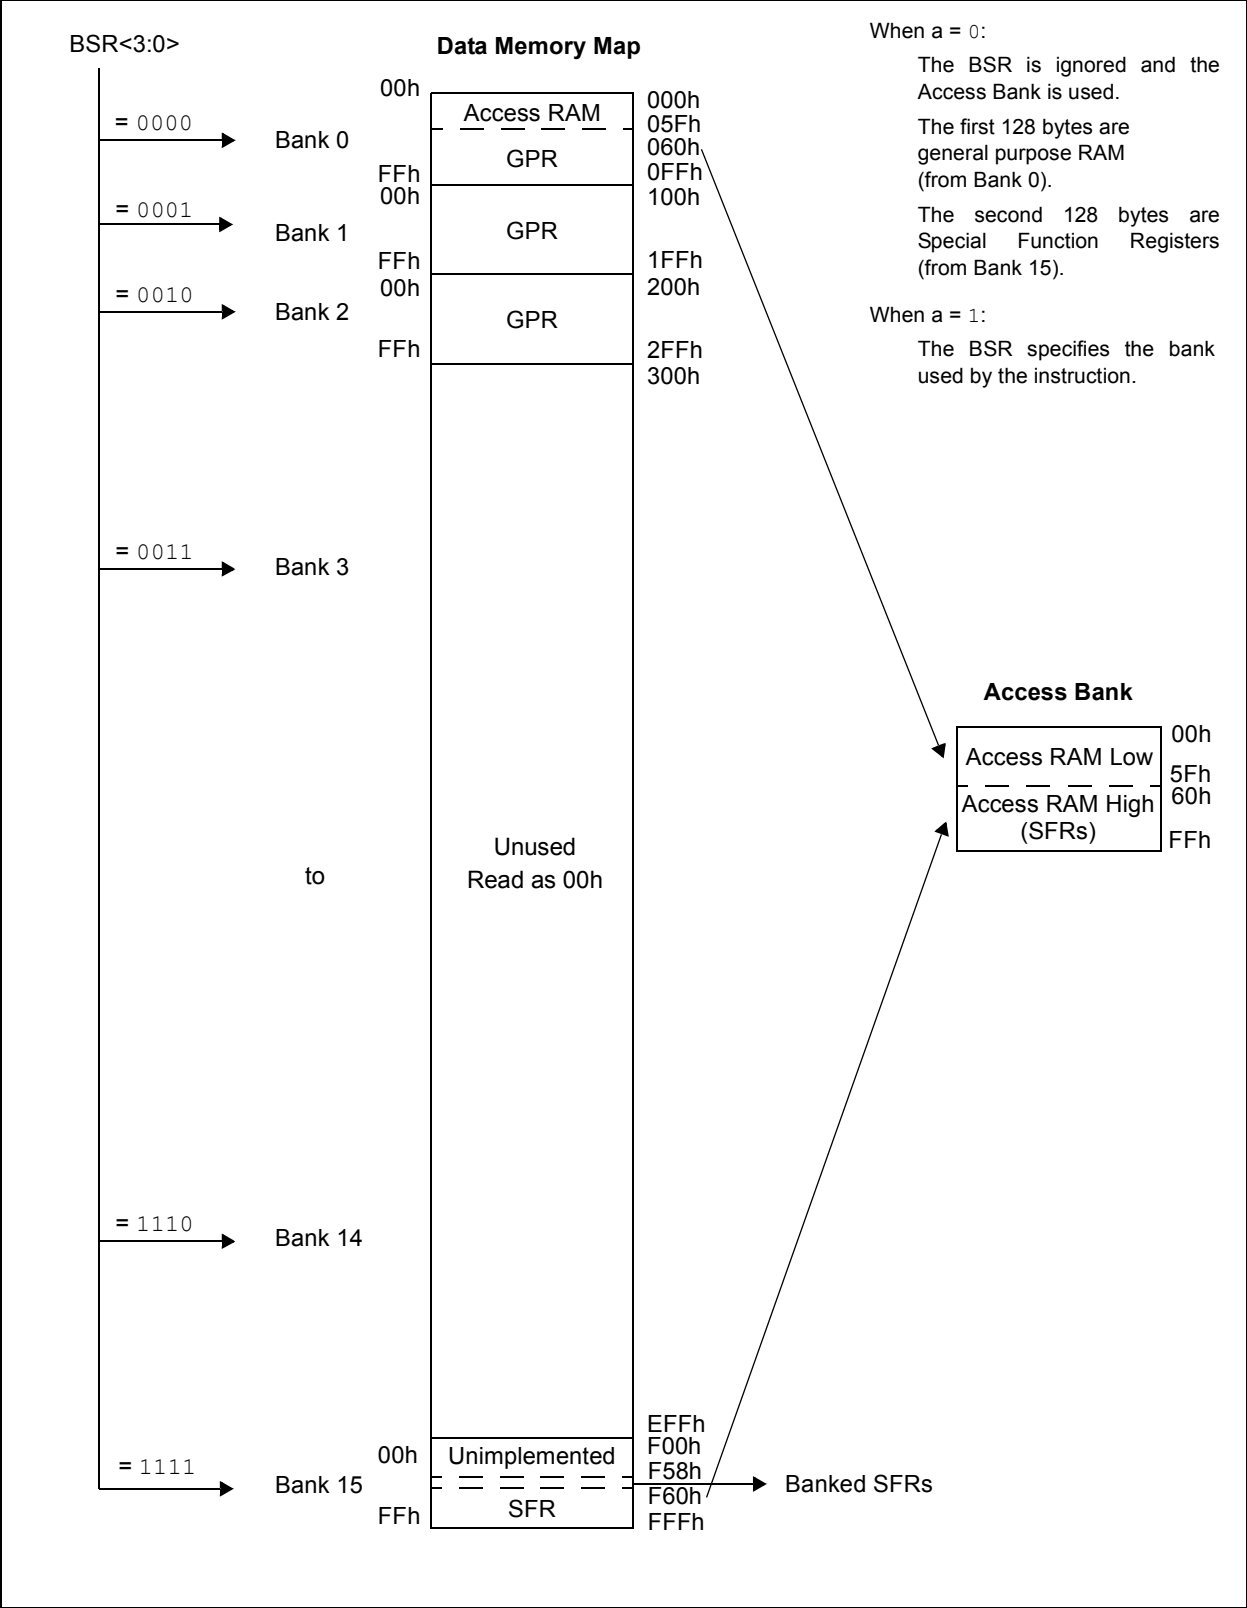 BSR<3:0>
Data Memory Map
When a = 0:
The BSR is ignored and the
Access Bank is used.
The first 128 bytes are
general purpose RAM
(from Bank 0).
The second 128 bytes are
Special Function Registers
(from Bank 15).
When a = 1:
The BSR specifies the bank
used by the instruction.
= 0000
Bank 0
00h
FFh
Access RAM
GPR
000h
05Fh
060h
0FFh
= 0001
Bank 1
00h
FFh
GPR
100h
1FFh
= 0010
Bank 2
00h
FFh
GPR
200h
2FFh
300h
= 0011
Bank 3
to
Unused
Read as 00h
Access Bank
Access RAM Low
Access RAM High
(SFRs)
00h
5Fh
60h
FFh
= 1110
Bank 14
EFFh
= 1111
Bank 15
00h
FFh
Unimplemented
SFR
F00h
F58h
F60h
FFFh
Banked SFRs